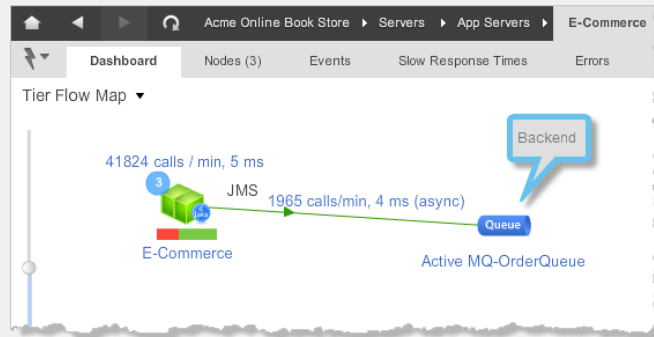 Acme Online Book Store Servers App Servers E-Commerce
Dashboard Nodes (3) Events Slow Response Times Errors
Tier Flow Map
Backend
41824 calls / min, 5 ms
3
JMS
1965 calls/min, 4 ms (async)
Java
Queue
E-Commerce
Active MQ-OrderQueue